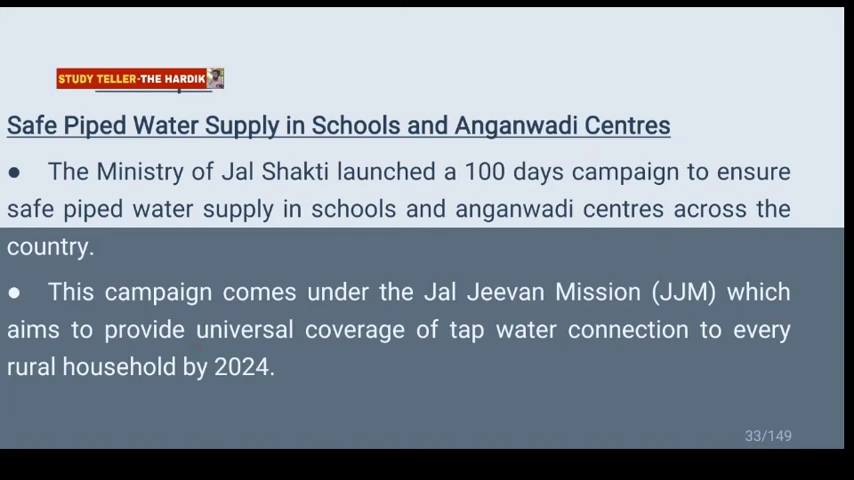 STUDY TELLER-THE HARDIK
Safe Piped Water Supply in Schools and Anganwadi Centres
● The Ministry of Jal Shakti launched a 100 days campaign to ensure
safe piped water supply in schools and anganwadi centres across the
country.
● This campaign comes under the Jal Jeevan Mission (JJM) which
aims to provide universal coverage of tap water connection to every
rural household by 2024.
33/149